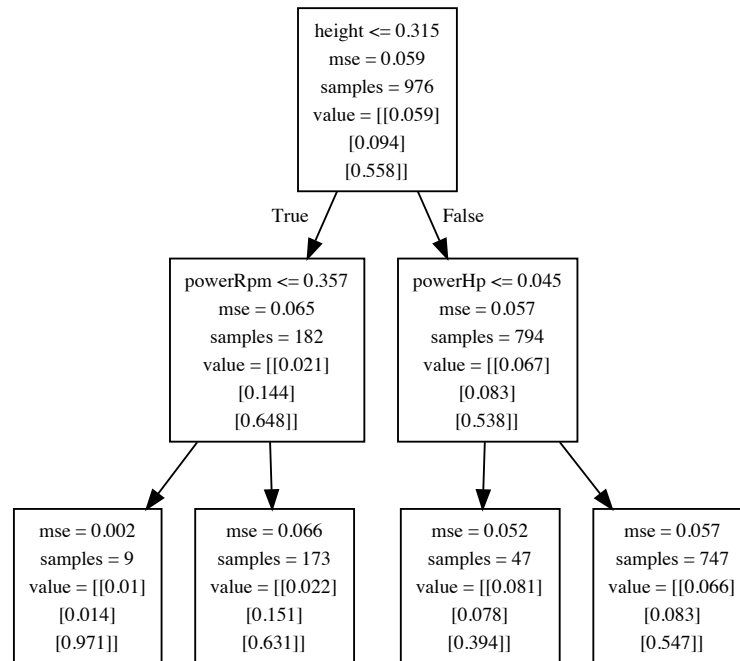 height <= 0.315
mse = 0.059
samples = 976
value = [[0.059]
[0.094]
[0.558]]
True
False
powerRpm <= 0.357
mse = 0.065
samples = 182
value = [[0.021]
[0.144]
[0.648]]
powerHp <= 0.045
mse = 0.057
samples = 794
value = [[0.067]
[0.083]
[0.538]]
mse = 0.002
samples = 9
value = [[0.01]
[0.014]
[0.971]]
mse = 0.066
samples = 173
value = [[0.022]
[0.151]
[0.631]]
mse = 0.052
samples = 47
value = [[0.081]
[0.078]
[0.394]]
mse = 0.057
samples = 747
value = [[0.066]
[0.083]
[0.547]]